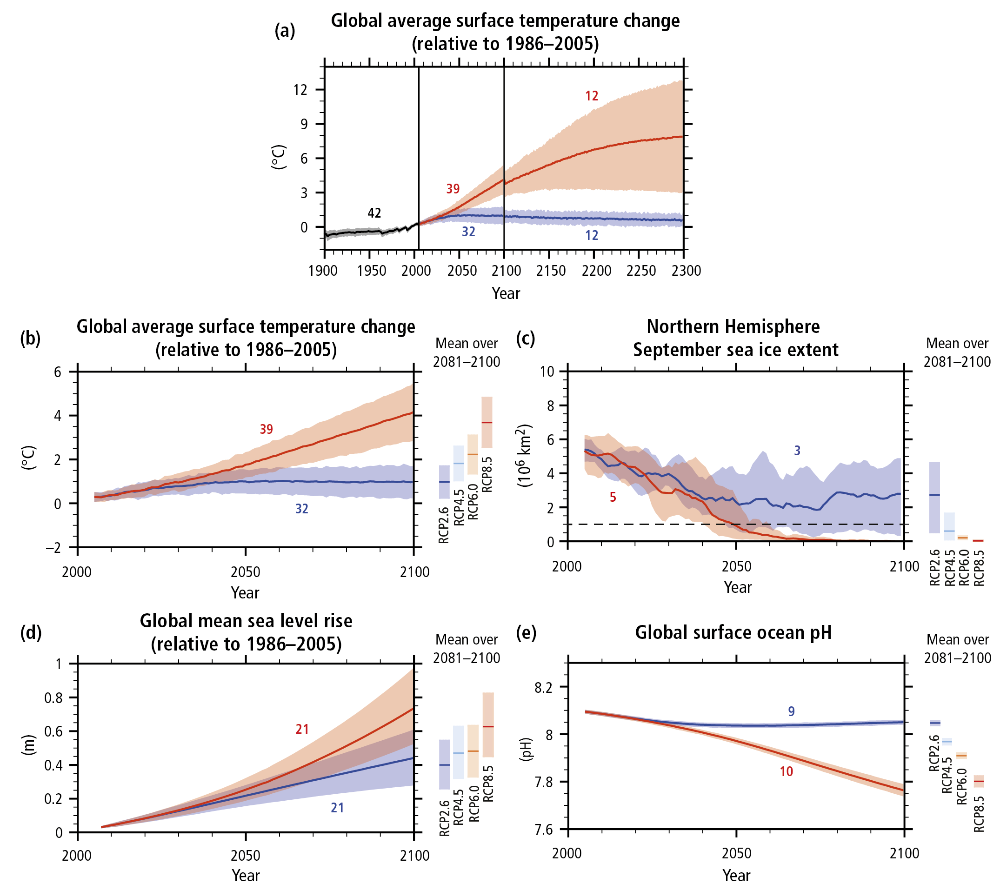 (a)
Global average surface temperature change
(relative to 1986–2005)
12
9
6
3
0
(°C)
42
39
32
12
12
1900 1950 2000 2050 2100 2150 2200 2250 2300
Year
(b)
Global average surface temperature change
(relative to 1986–2005)
Mean over
2081–2100
6
4
2
0
–2
(°C)
39
32
2000 2050 2100
Year
RCP2.6
RCP4.5
RCP6.0
RCP8.5
(c)
Northern Hemisphere
September sea ice extent
Mean over
2081–2100
10
8
6
4
2
0
(10⁶ km²)
3
5
2000 2050 2100
Year
RCP2.6
RCP4.5
RCP6.0
RCP8.5
(d)
Global mean sea level rise
(relative to 1986–2005)
Mean over
2081–2100
1
0.8
0.6
0.4
0.2
0
(m)
21
21
2000 2050 2100
Year
RCP2.6
RCP4.5
RCP6.0
RCP8.5
(e)
Global surface ocean pH
Mean over
2081–2100
8.2
8
7.8
7.6
(pH)
9
10
2000 2050 2100
Year
RCP2.6
RCP4.5
RCP6.0
RCP8.5